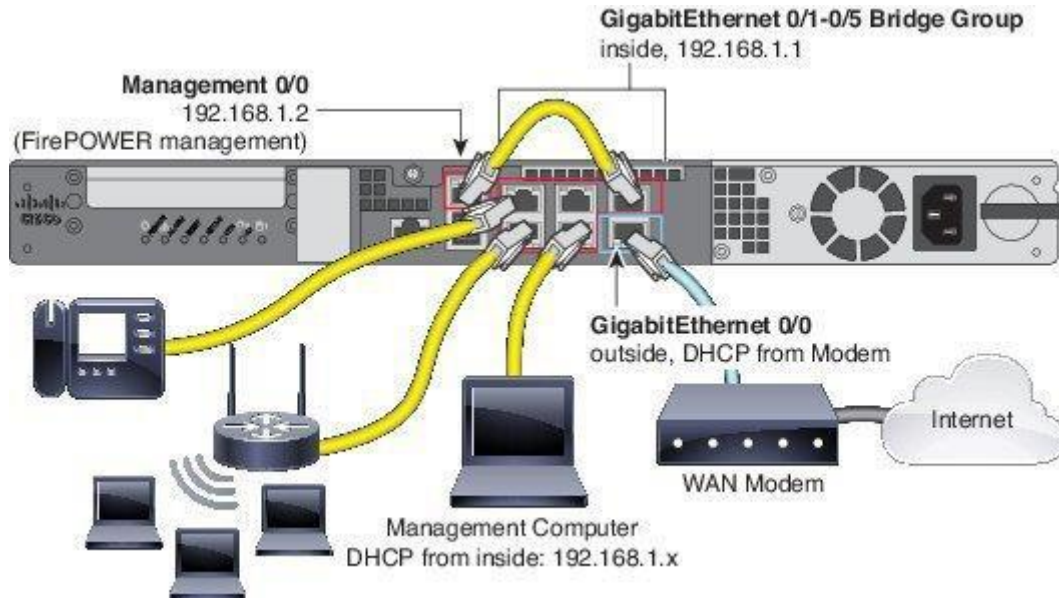 GigabitEthernet 0/1-0/5 Bridge Group
inside, 192.168.1.1
Management 0/0
192.168.1.2
(FirePOWER management)
CISCO
GigabitEthernet 0/0
outside, DHCP from Modem
Internet
WAN Modem
Management Computer
DHCP from inside: 192.168.1.x